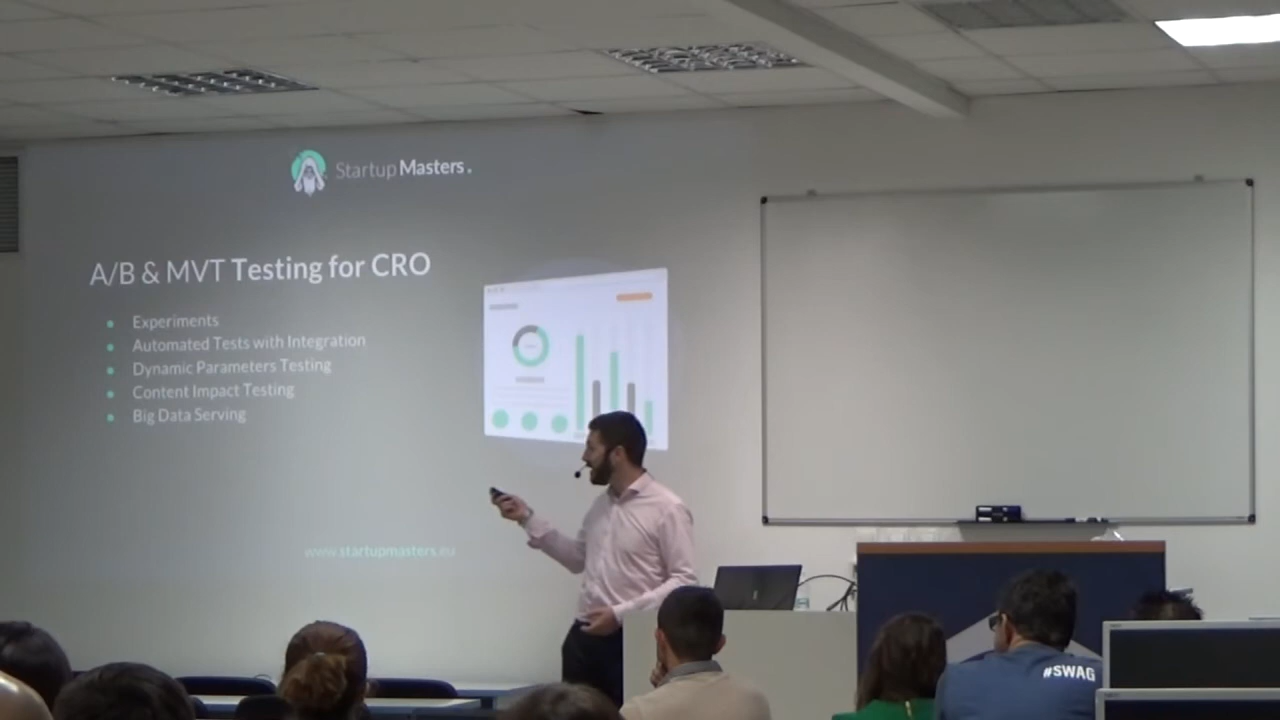 Startup Masters.
A/B & MVT Testing for CRO
Experiments
Automated Tests with Integration
Dynamic Parameters Testing
Content Impact Testing
Big Data Serving
www.startupmasters.eu
#SWAG